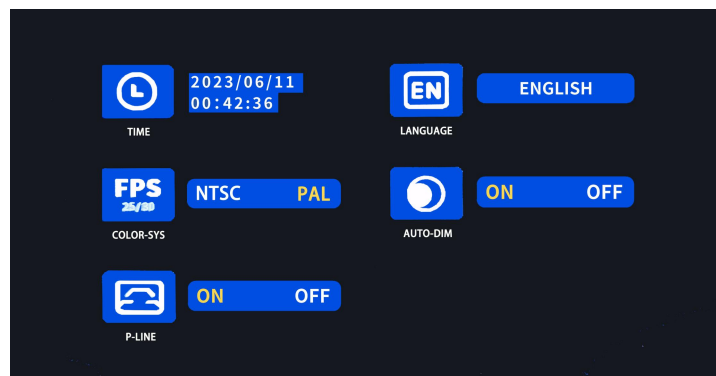 2023/06/11
00:42:36
TIME
EN
ENGLISH
LANGUAGE
FPS
25/30
NTSC PAL
COLOR-SYS
ON OFF
AUTO-DIM
ON OFF
P-LINE